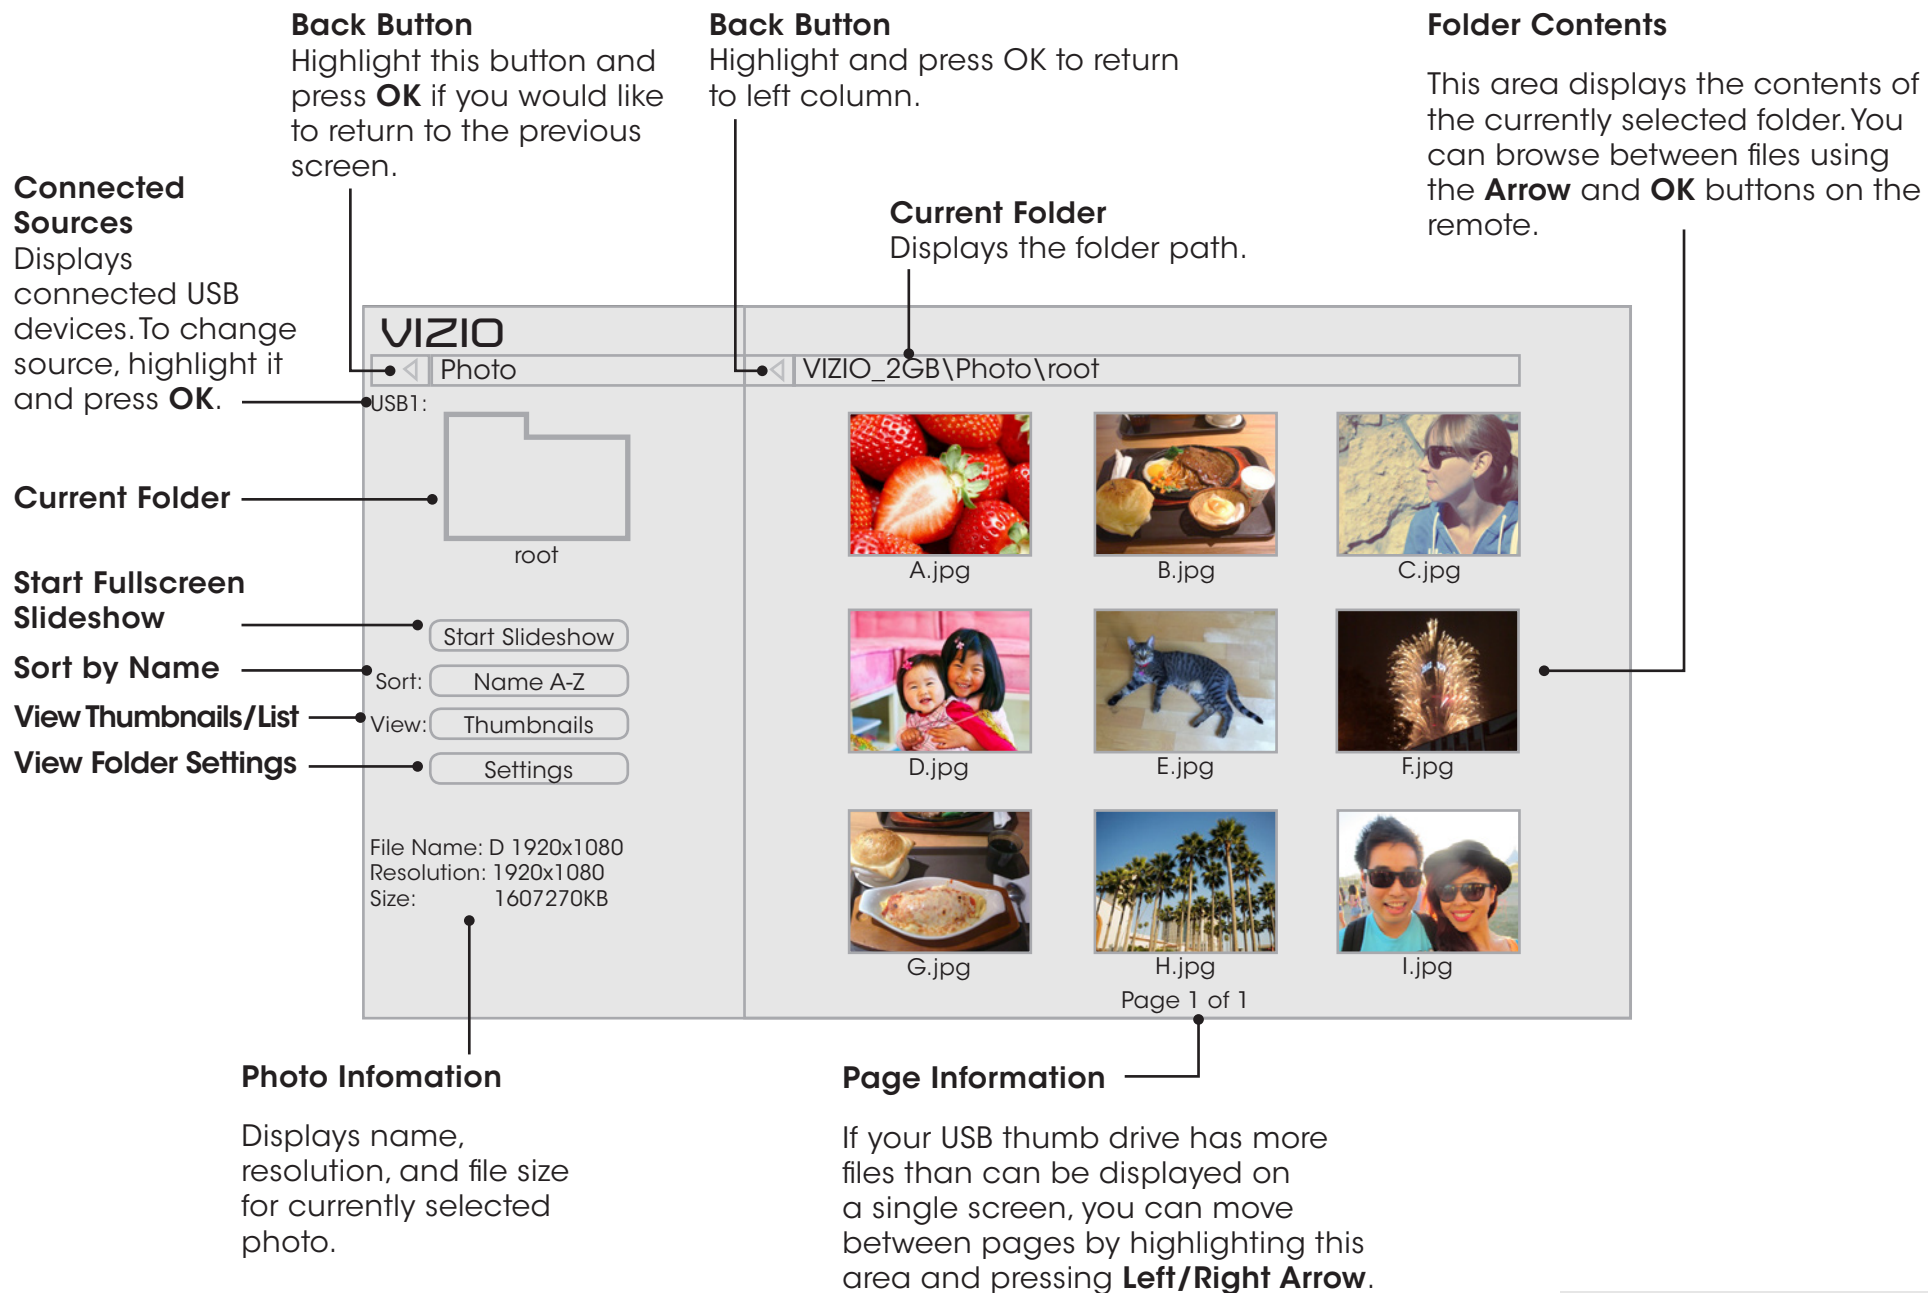 Back Button
Highlight this button and
press OK if you would like
to return to the previous
screen.
Back Button
Highlight and press OK to return
to left column.
Folder Contents
This area displays the contents of
the currently selected folder. You
can browse between files using
the Arrow and OK buttons on the
remote.
Connected
Sources
Displays
connected USB
devices. To change
source, highlight it
and press OK.
Current Folder
Displays the folder path.
VIZIO
Photo
VIZIO_2GB\Photo\root
USB1:
Current Folder
root
Start Fullscreen
Slideshow
Start Slideshow
Sort by Name
Sort: Name A-Z
View Thumbnails/List
View: Thumbnails
View Folder Settings
Settings
File Name: D 1920x1080
Resolution: 1920x1080
Size: 1607270KB
A.jpg
B.jpg
C.jpg
D.jpg
E.jpg
F.jpg
G.jpg
H.jpg
I.jpg
Page 1 of 1
Photo Infomation
Displays name,
resolution, and file size
for currently selected
photo.
Page Information
If your USB thumb drive has more
files than can be displayed on
a single screen, you can move
between pages by highlighting this
area and pressing Left/Right Arrow.